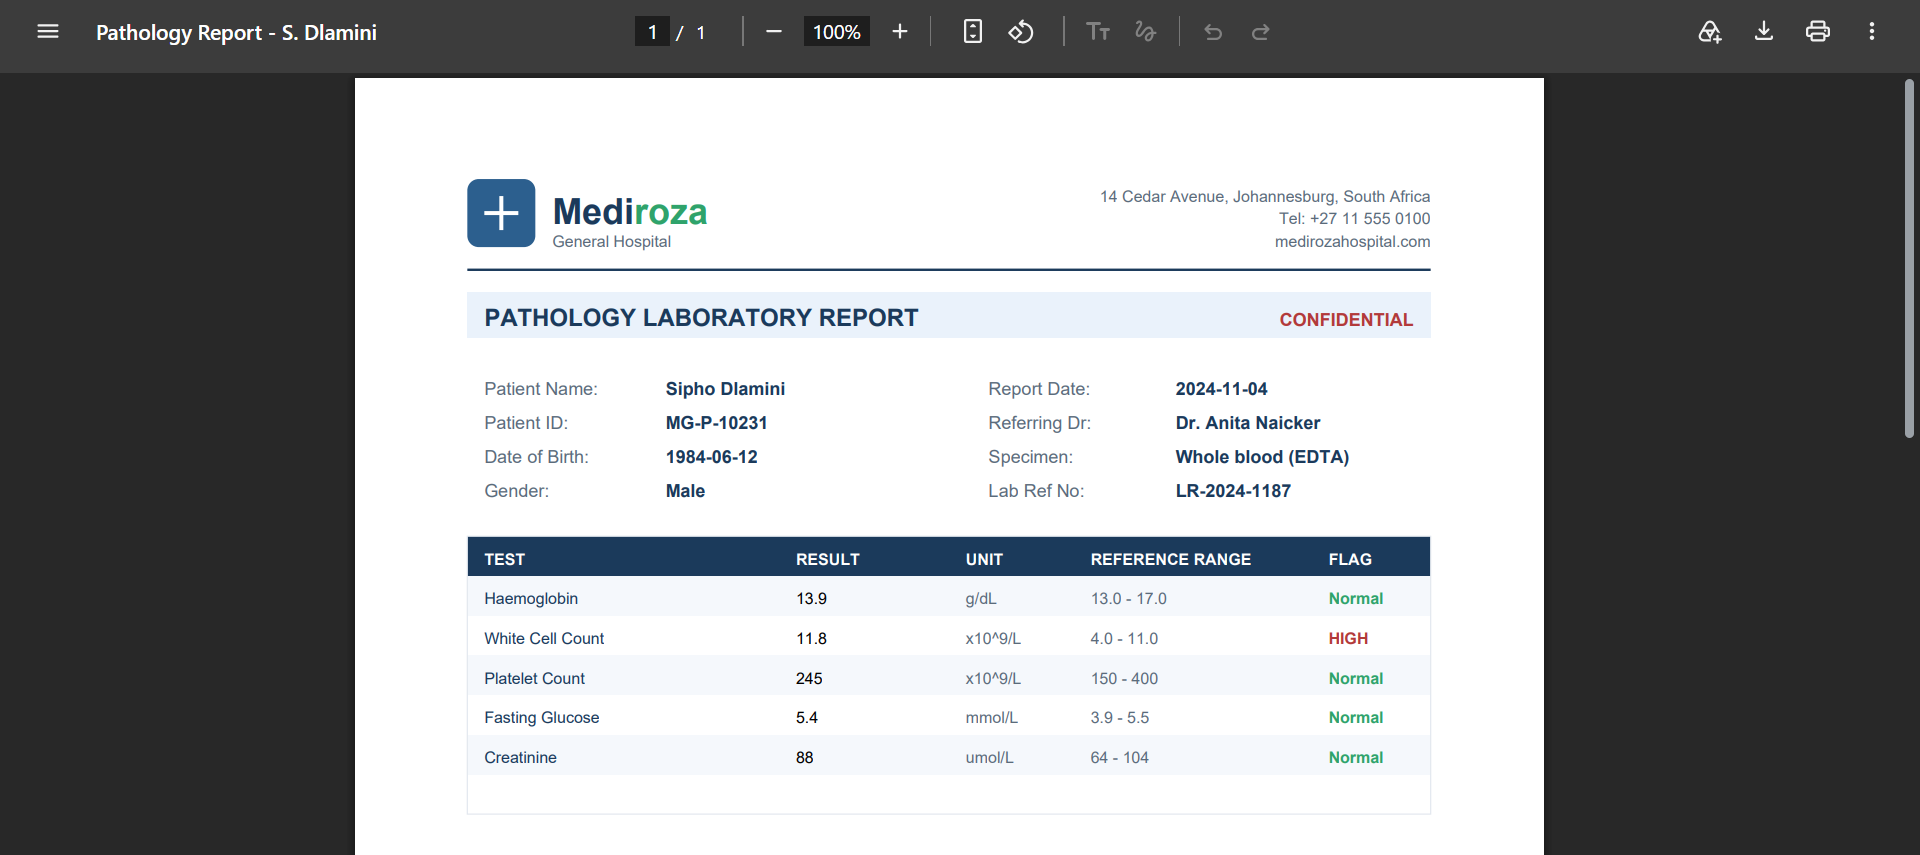 Pathology Report - S. Dlamini
1 / 1
100%
Mediroza
General Hospital
14 Cedar Avenue, Johannesburg, South Africa
Tel: +27 11 555 0100
medirozahospital.com
PATHOLOGY LABORATORY REPORT CONFIDENTIAL
Patient Name: Sipho Dlamini Report Date: 2024-11-04
Patient ID: MG-P-10231 Referring Dr: Dr. Anita Naicker
Date of Birth: 1984-06-12 Specimen: Whole blood (EDTA)
Gender: Male Lab Ref No: LR-2024-1187
TEST RESULT UNIT REFERENCE RANGE FLAG
Haemoglobin 13.9 g/dL 13.0 - 17.0 Normal
White Cell Count 11.8 x10^9/L 4.0 - 11.0 HIGH
Platelet Count 245 x10^9/L 150 - 400 Normal
Fasting Glucose 5.4 mmol/L 3.9 - 5.5 Normal
Creatinine 88 umol/L 64 - 104 Normal